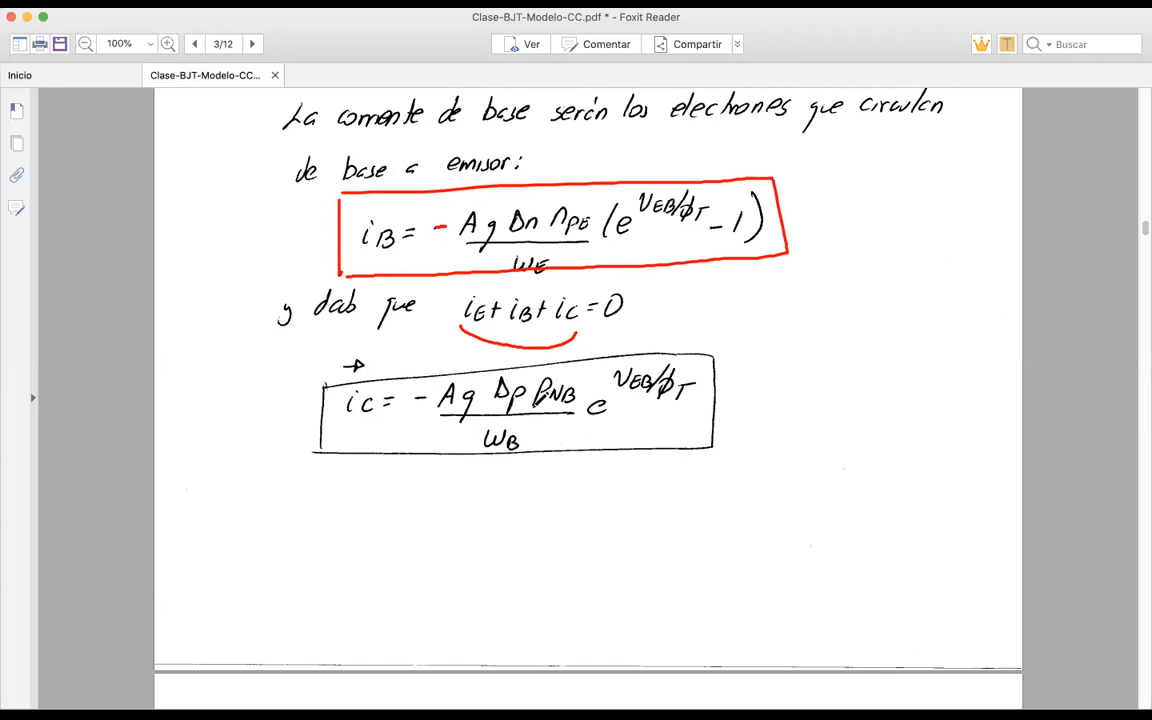 Clase-BJT-Modelo-CC.pdf * - Foxit Reader
100% 3/12 Ver Comentar Compartir T Buscar
Inicio Clase-BJT-Modelo-CC...
La corriente de base serán los electrones que circulan
de base a emisor:
iB = - A q Dn nPE / WE (e^VEB/ϕT - 1)
y dado que iE + iB + iC = 0
→
iC = - A q Dp PNB / WB e^VEB/ϕT